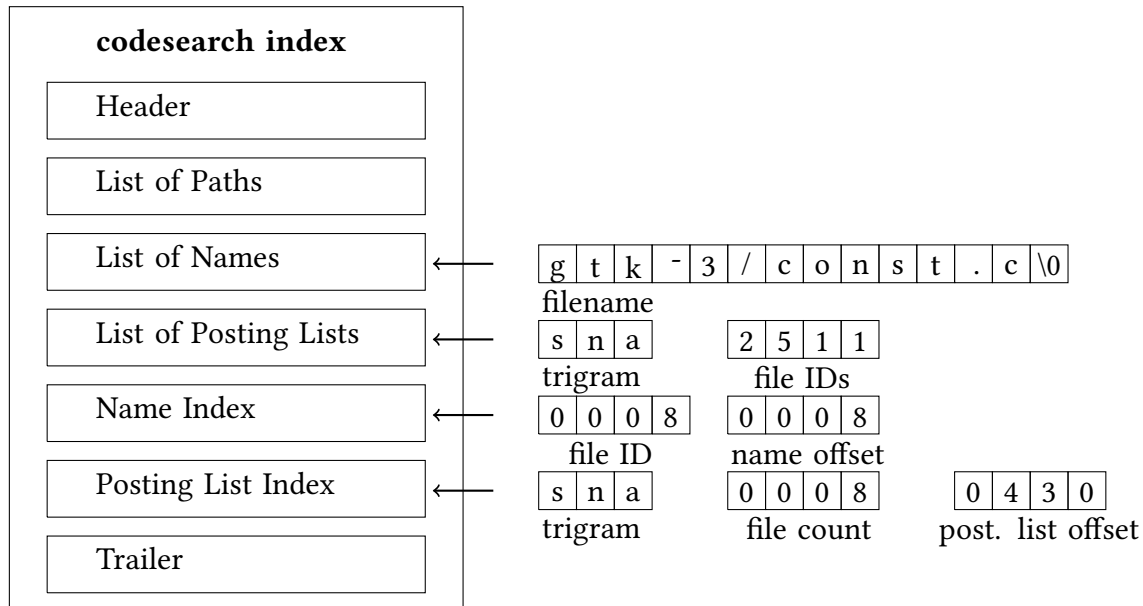 codesearch index
Header
List of Paths
List of Names
g t k - 3 / c o n s t . c \0
filename
List of Posting Lists
s n a 2 5 1 1
trigram file IDs
Name Index
0 0 0 8 0 0 0 8
file ID name offset
Posting List Index
s n a 0 0 0 8 0 4 3 0
trigram file count post. list offset
Trailer